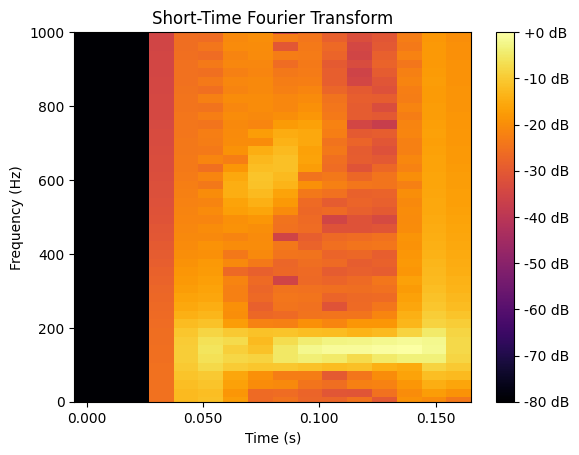 Short-Time Fourier Transform
1000
800
600
400
200
0
Frequency (Hz)
0.000
0.050
0.100
0.150
Time (s)
+0 dB
-10 dB
-20 dB
-30 dB
-40 dB
-50 dB
-60 dB
-70 dB
-80 dB